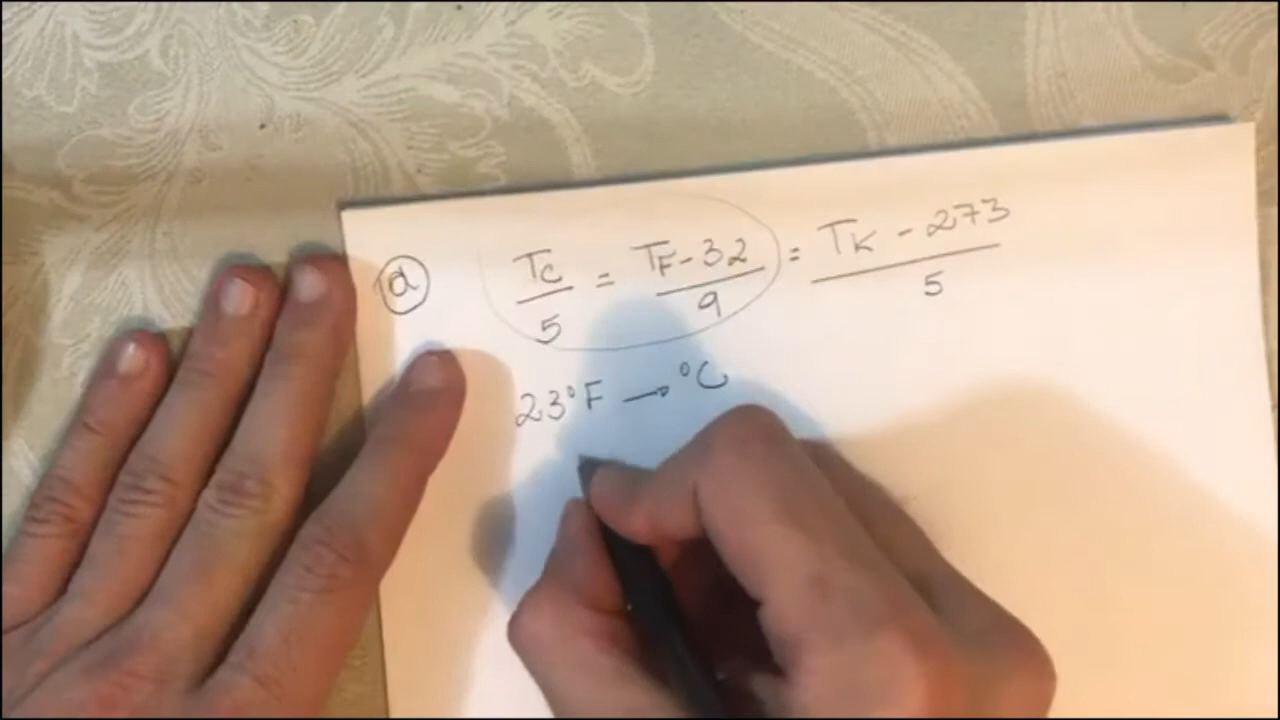 a) Tc/5 = TF-32/9 = TK-273/5
23°F → °C